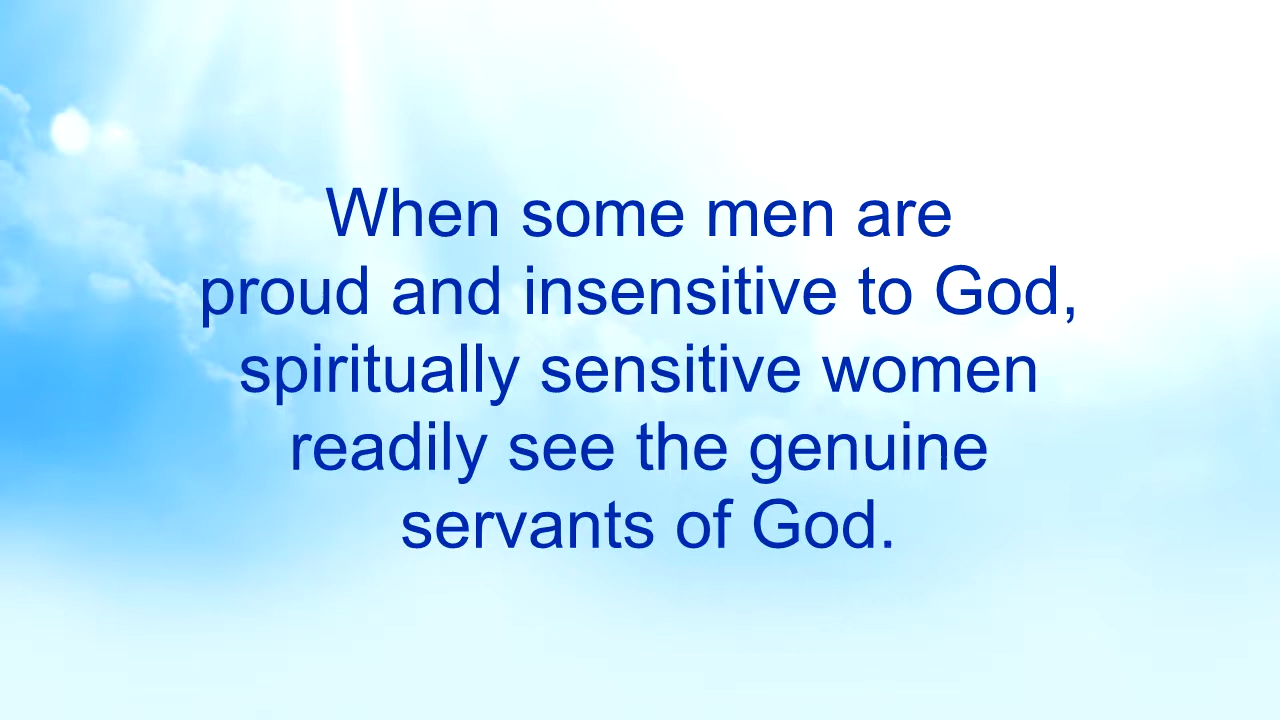 When some men are
proud and insensitive to God,
spiritually sensitive women
readily see the genuine
servants of God.